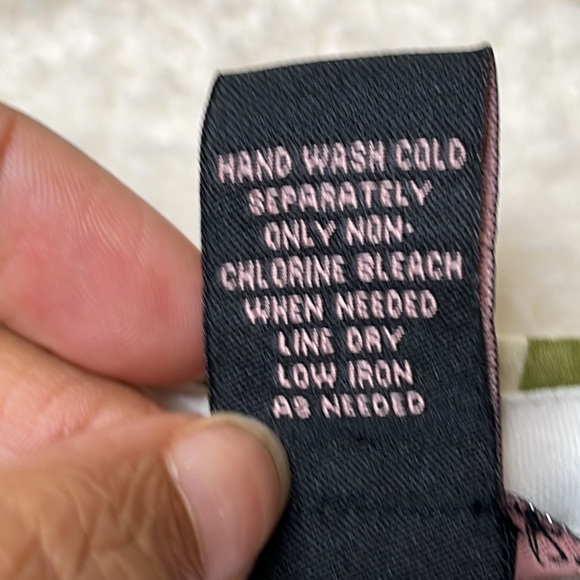 HAND WASH COLD
SEPARATELY
ONLY NON-
CHLORINE BLEACH
WHEN NEEDED
LINE DRY
LOW IRON
AS NEEDED